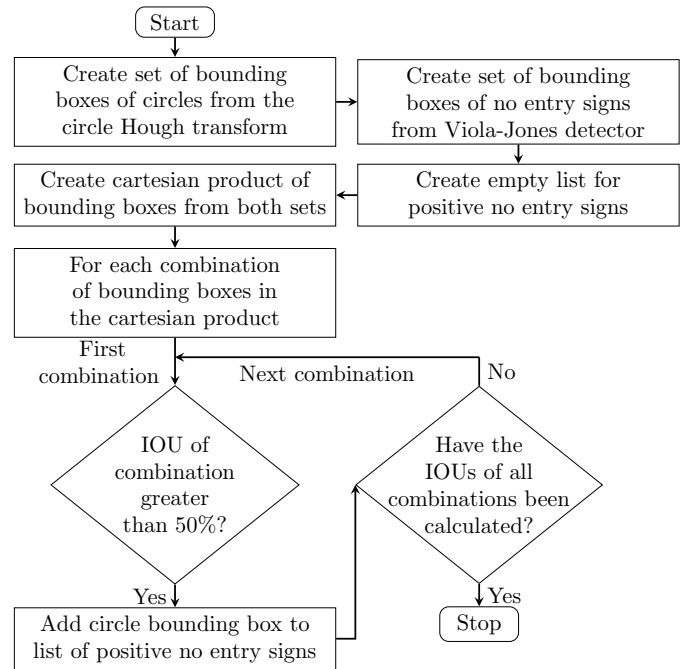 Start
Create set of bounding
boxes of circles from the
circle Hough transform
Create set of bounding
boxes of no entry signs
from Viola-Jones detector
Create empty list for
positive no entry signs
Create cartesian product of
bounding boxes from both sets
For each combination
of bounding boxes in
the cartesian product
First
combination
Next combination
No
IOU of
combination
greater
than 50%?
Have the
IOUs of all
combinations been
calculated?
Yes
Yes
Add circle bounding box to
list of positive no entry signs
Stop